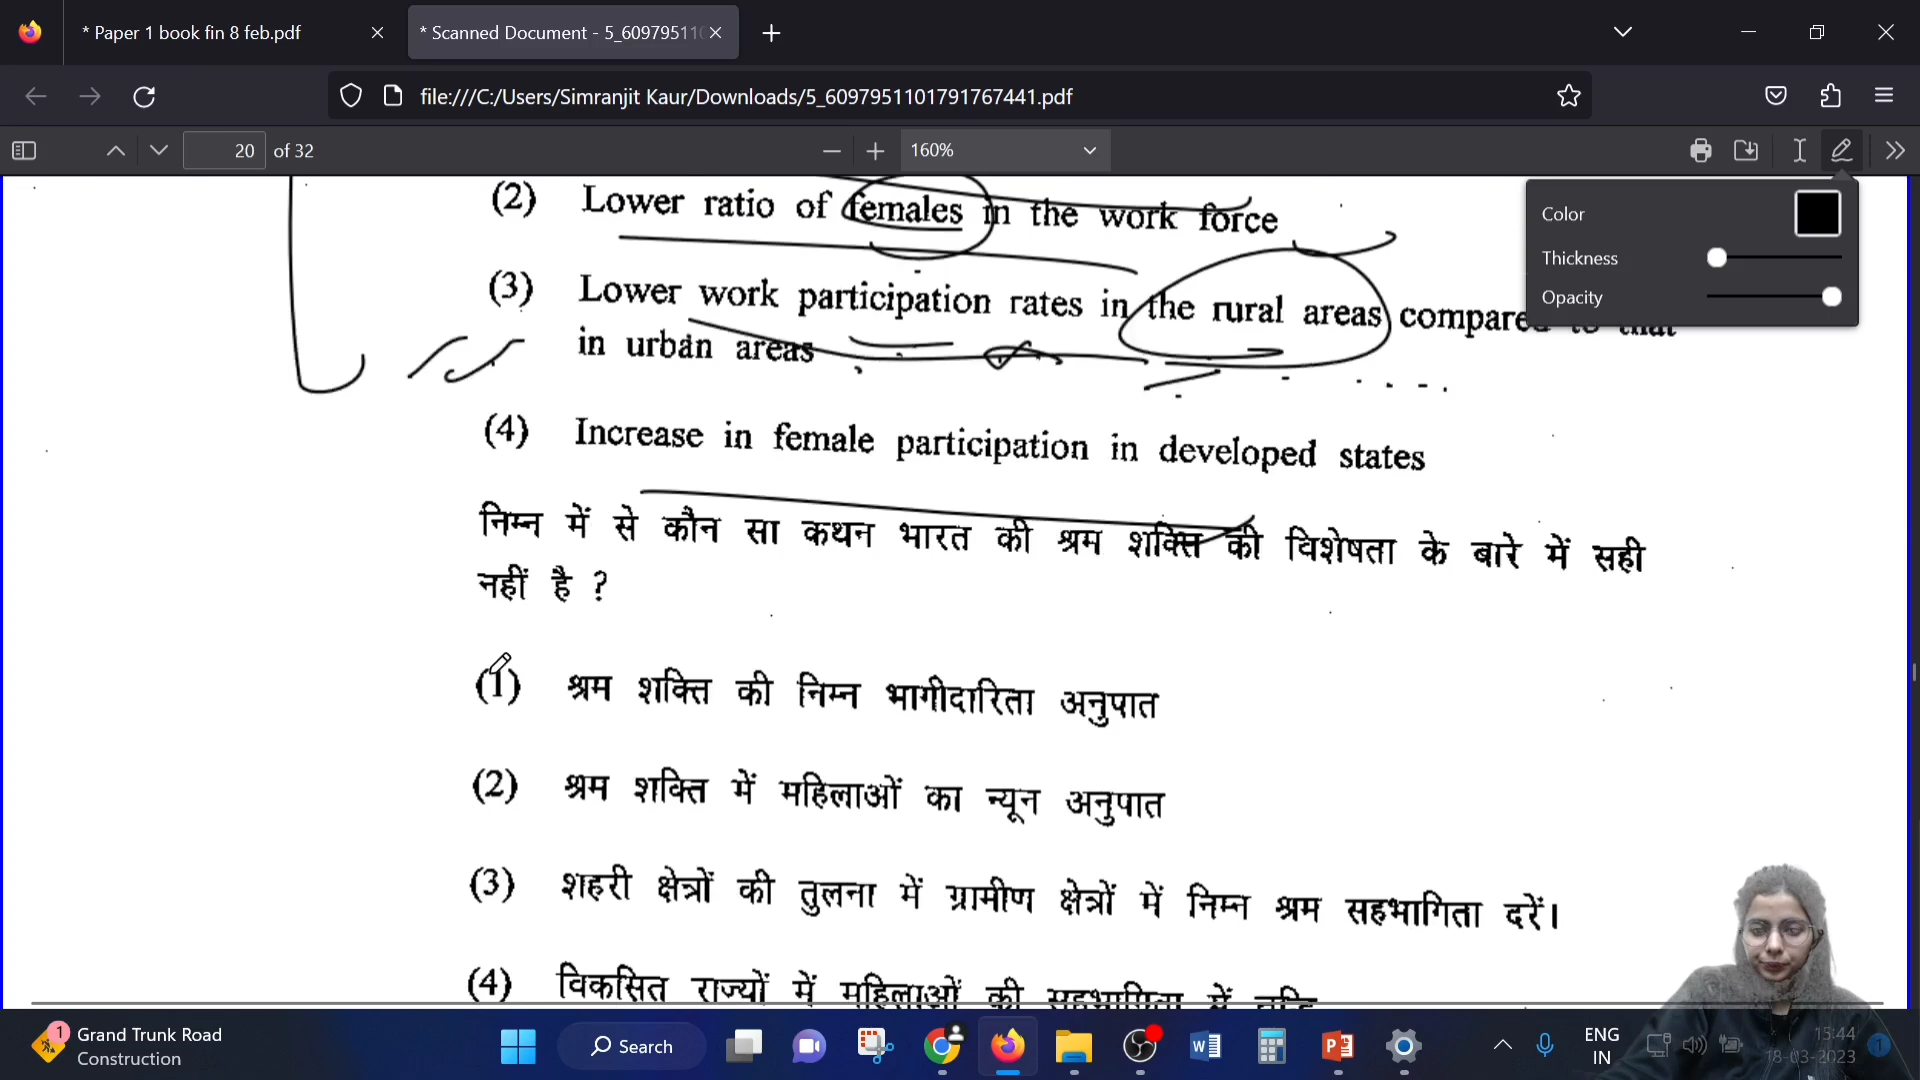 * Paper 1 book fin 8 feb.pdf
* Scanned Document - 5_60979511
file:///C:/Users/Simranjit Kaur/Downloads/5_6097951101791767441.pdf
20 of 32
160%
Color
Thickness
Opacity
(2) Lower ratio of females in the work force
(3) Lower work participation rates in the rural areas compared to that
in urban areas
(4) Increase in female participation in developed states
निम्न में से कौन सा कथन भारत की श्रम शक्ति की विशेषता के बारे में सही
नहीं है ?
(1) श्रम शक्ति की निम्न भागीदारिता अनुपात
(2) श्रम शक्ति में महिलाओं का न्यून अनुपात
(3) शहरी क्षेत्रों की तुलना में ग्रामीण क्षेत्रों में निम्न श्रम सहभागिता दरें।
(4) विकसित राज्यों में महिलाओं की सहभागिता में वृद्धि
1
Grand Trunk Road
Construction
Search
ENG
IN
15:44
18-03-2023
1